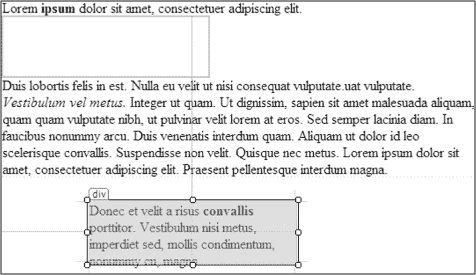 Lorem ipsum dolor sit amet, consectetuer adipiscing elit.
Duis lobortis felis in est. Nulla eu velit ut nisi consequat vulputate.uat vulputate.
Vestibulum vel metus. Integer ut quam. Ut dignissim, sapien sit amet malesuada aliquam,
quam quam vulputate nibh, ut pulvinar velit lorem at eros. Sed semper lacinia diam. In
faucibus nonummy arcu. Duis venenatis interdum quam. Aliquam ut dolor id leo
scelerisque convallis. Suspendisse non velit. Quisque nec metus. Lorem ipsum dolor sit
amet, consectetuer adipiscing elit. Praesent pellentesque interdum magna.
div
Donec et velit a risus convallis
porttitor. Vestibulum nisi metus,
imperdiet sed, mollis condimentum,
nonummy eu, magna